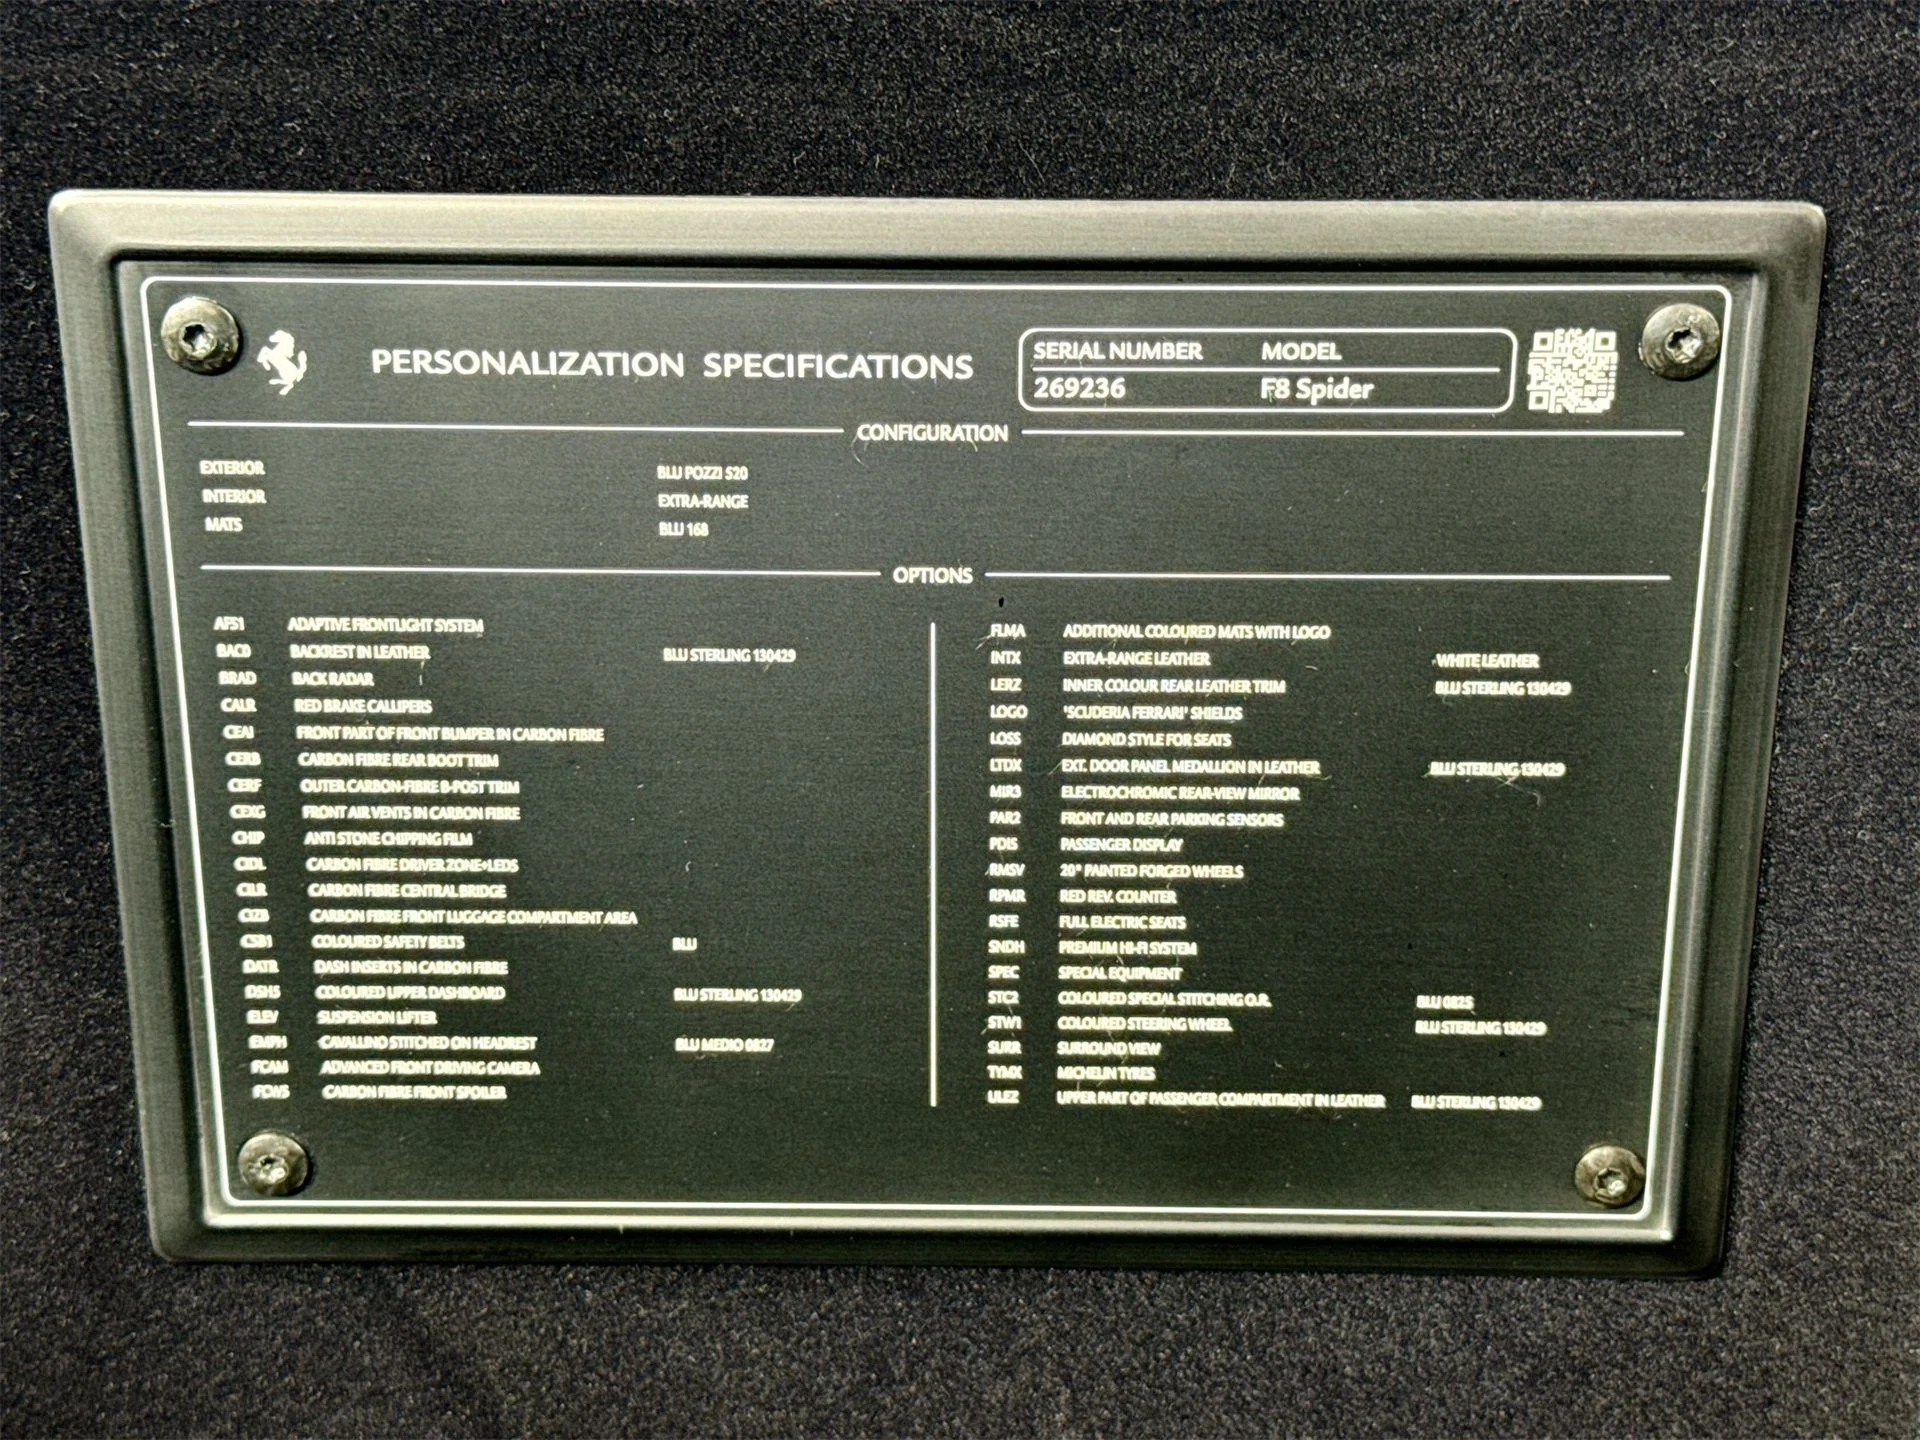 PERSONALIZATION SPECIFICATIONS
SERIAL NUMBER MODEL
269236 F8 Spider
CONFIGURATION
EXTERIOR BLU POZZI 520
INTERIOR EXTRA-RANGE
MATS BLU 168
OPTIONS
AFS1 ADAPTIVE FRONTLIGHT SYSTEM
BAC0 BACKREST IN LEATHER BLU STERLING 130429
BRAD BACK RADAR
CALR RED BRAKE CALLIPERS
CEA1 FRONT PART OF FRONT BUMPER IN CARBON FIBRE
CERB CARBON FIBRE REAR BOOT TRIM
CERF OUTER CARBON-FIBRE B-POST TRIM
CEXG FRONT AIR VENTS IN CARBON FIBRE
CHIP ANTI STONE CHIPPING FILM
CIDL CARBON FIBRE DRIVER ZONE+LEDS
CILR CARBON FIBRE CENTRAL BRIDGE
CIZB CARBON FIBRE FRONT LUGGAGE COMPARTMENT AREA
CSB1 COLOURED SAFETY BELTS BLU
DATR DASH INSERTS IN CARBON FIBRE
DSH5 COLOURED UPPER DASHBOARD BLU STERLING 130429
ELEV SUSPENSION LIFTER
EMPH CAVALLINO STITCHED ON HEADREST BLU MEDIO 0827
FCAM ADVANCED FRONT DRIVING CAMERA
FOWS CARBON FIBRE FRONT SPOILER
FLMA ADDITIONAL COLOURED MATS WITH LOGO
INTX EXTRA-RANGE LEATHER WHITE LEATHER
LERZ INNER COLOUR REAR LEATHER TRIM BLU STERLING 130429
LOGO 'SCUDERIA FERRARI' SHIELDS
LOSS DIAMOND STYLE FOR SEATS
LTDX EXT. DOOR PANEL MEDALLION IN LEATHER BLU STERLING 130429
MIR3 ELECTROCHROMIC REAR-VIEW MIRROR
PAR2 FRONT AND REAR PARKING SENSORS
PDIS PASSENGER DISPLAY
RMSV 20" PAINTED FORGED WHEELS
RPMR RED REV. COUNTER
RSFE FULL ELECTRIC SEATS
SNDH PREMIUM HI-FI SYSTEM
SPEC SPECIAL EQUIPMENT
STC2 COLOURED SPECIAL STITCHING O.R. BLU 0825
STW1 COLOURED STEERING WHEEL BLU STERLING 130429
SURR SURROUND VIEW
TYMX MICHELIN TYRES
ULEZ UPPER PART OF PASSENGER COMPARTMENT IN LEATHER BLU STERLING 130429